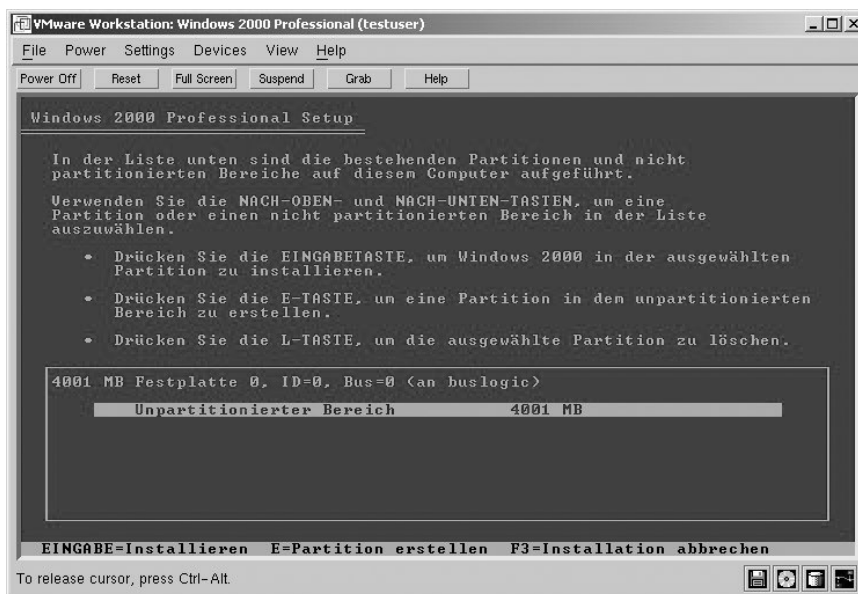 VMware Workstation: Windows 2000 Professional (testuser)
File Power Settings Devices View Help
Power Off Reset Full Screen Suspend Grab Help
Windows 2000 Professional Setup
In der Liste unten sind die bestehenden Partitionen und nicht
partitionierten Bereiche auf diesem Computer aufgeführt.
Verwenden Sie die NACH-OBEN- und NACH-UNTEN-TASTEN, um eine
Partition oder einen nicht partitionierten Bereich in der Liste
auszuwählen.
• Drücken Sie die EINGABETASTE, um Windows 2000 in der ausgewählten
Partition zu installieren.
• Drücken Sie die E-TASTE, um eine Partition in dem unpartitionierten
Bereich zu erstellen.
• Drücken Sie die L-TASTE, um die ausgewählte Partition zu löschen.
4001 MB Festplatte 0, ID=0, Bus=0 (an buslogic)
Unpartitionierter Bereich 4001 MB
EINGABE=Installieren E=Partition erstellen F3=Installation abbrechen
To release cursor, press Ctrl-Alt.